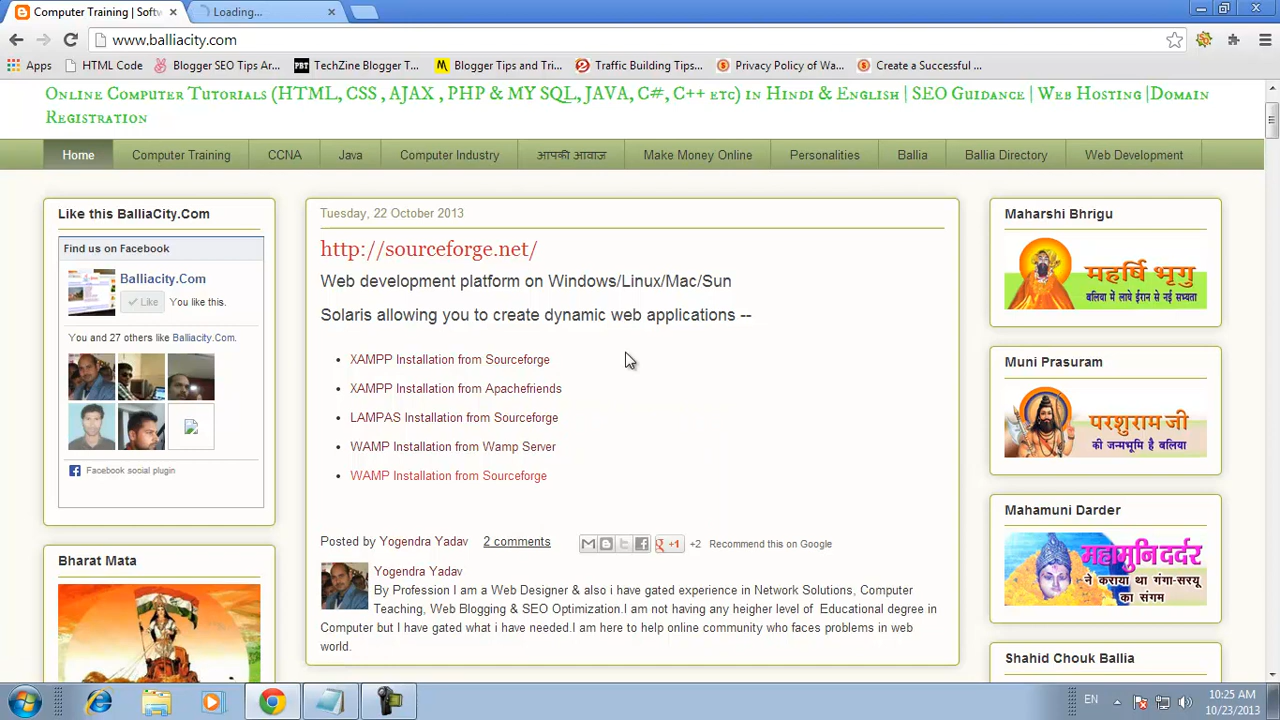 Computer Training | Softw
Loading...
www.balliacity.com
Apps HTML Code Blogger SEO Tips Ar... TechZine Blogger T... Blogger Tips and Tri... Traffic Building Tips... Privacy Policy of Wa... Create a Successful ...
Online Computer Tutorials (HTML, CSS , AJAX , PHP & MY SQL, JAVA, C#, C++ etc) in Hindi & English | SEO Guidance | Web Hosting |Domain
Registration
Home Computer Training CCNA Java Computer Industry आपकी आवाज Make Money Online Personalities Ballia Ballia Directory Web Development
Like this BalliaCity.Com
Find us on Facebook
Balliacity.Com
Like You like this.
You and 27 others like Balliacity.Com.
Facebook social plugin
Bharat Mata
Tuesday, 22 October 2013
http://sourceforge.net/
Web development platform on Windows/Linux/Mac/Sun
Solaris allowing you to create dynamic web applications --
XAMPP Installation from Sourceforge
XAMPP Installation from Apachefriends
LAMPAS Installation from Sourceforge
WAMP Installation from Wamp Server
WAMP Installation from Sourceforge
Posted by Yogendra Yadav 2 comments +1 +2 Recommend this on Google
Yogendra Yadav
By Profession I am a Web Designer & also i have gated experience in Network Solutions, Computer
Teaching, Web Blogging & SEO Optimization.I am not having any heigher level of Educational degree in
Computer but I have gated what i have needed.I am here to help online community who faces problems in web
world.
Maharshi Bhrigu
महर्षि भृगु
बलिया में लाये ईरान से नई सभ्यता
Muni Prasuram
परशुराम जी
की जन्मभूमि है बलिया
Mahamuni Darder
महामुनि दर्दर
ने कराया था गंगा-सरयू
का संगम
Shahid Chouk Ballia
EN
10:25 AM
10/23/2013